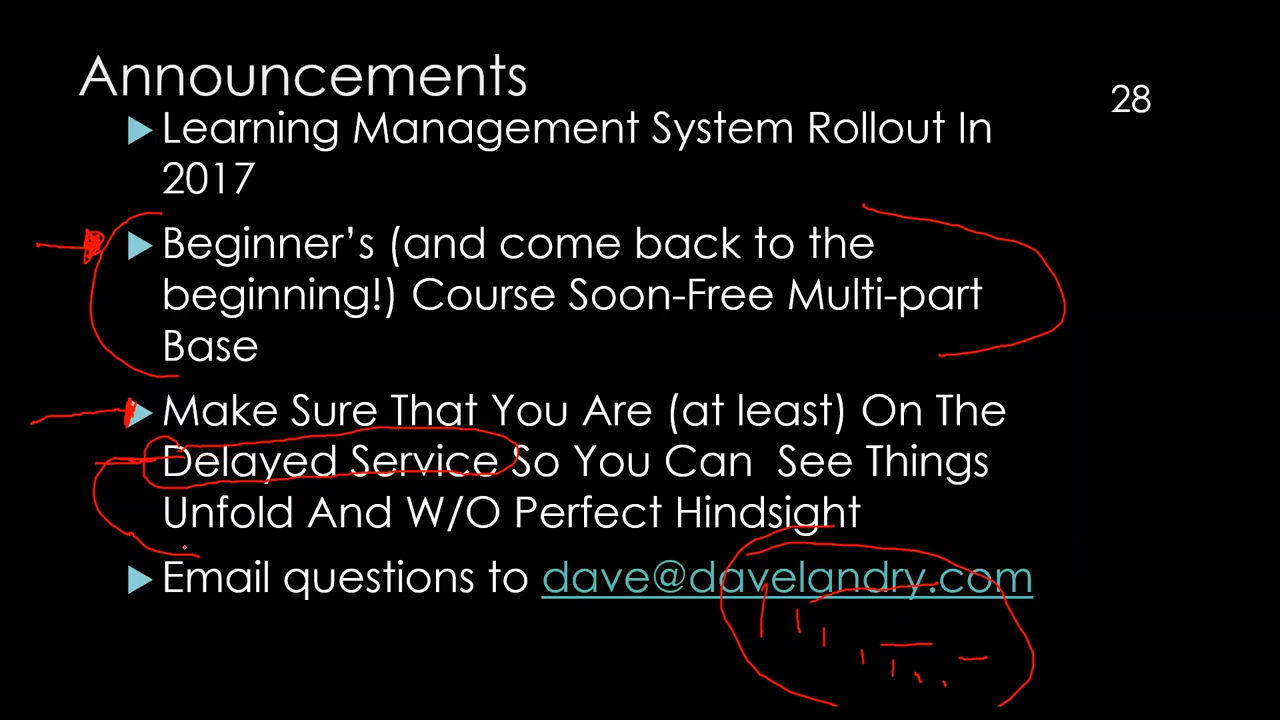 Announcements
28
Learning Management System Rollout In
2017
Beginner's (and come back to the
beginning!) Course Soon-Free Multi-part
Base
Make Sure That You Are (at least) On The
Delayed Service So You Can  See Things
Unfold And W/O Perfect Hindsight
Email questions to dave@davelandry.com